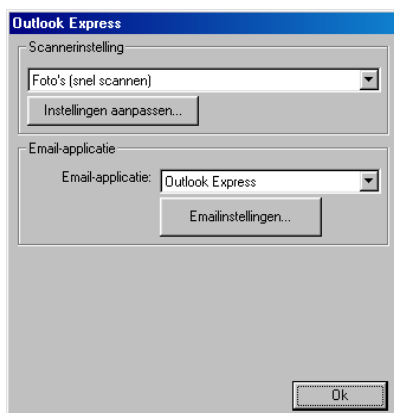 Outlook Express
Scannerinstelling
Foto's (snel scannen)
Instellingen aanpassen...
Email-applicatie
Email-applicatie: Outlook Express
Emailinstellingen...
Ok